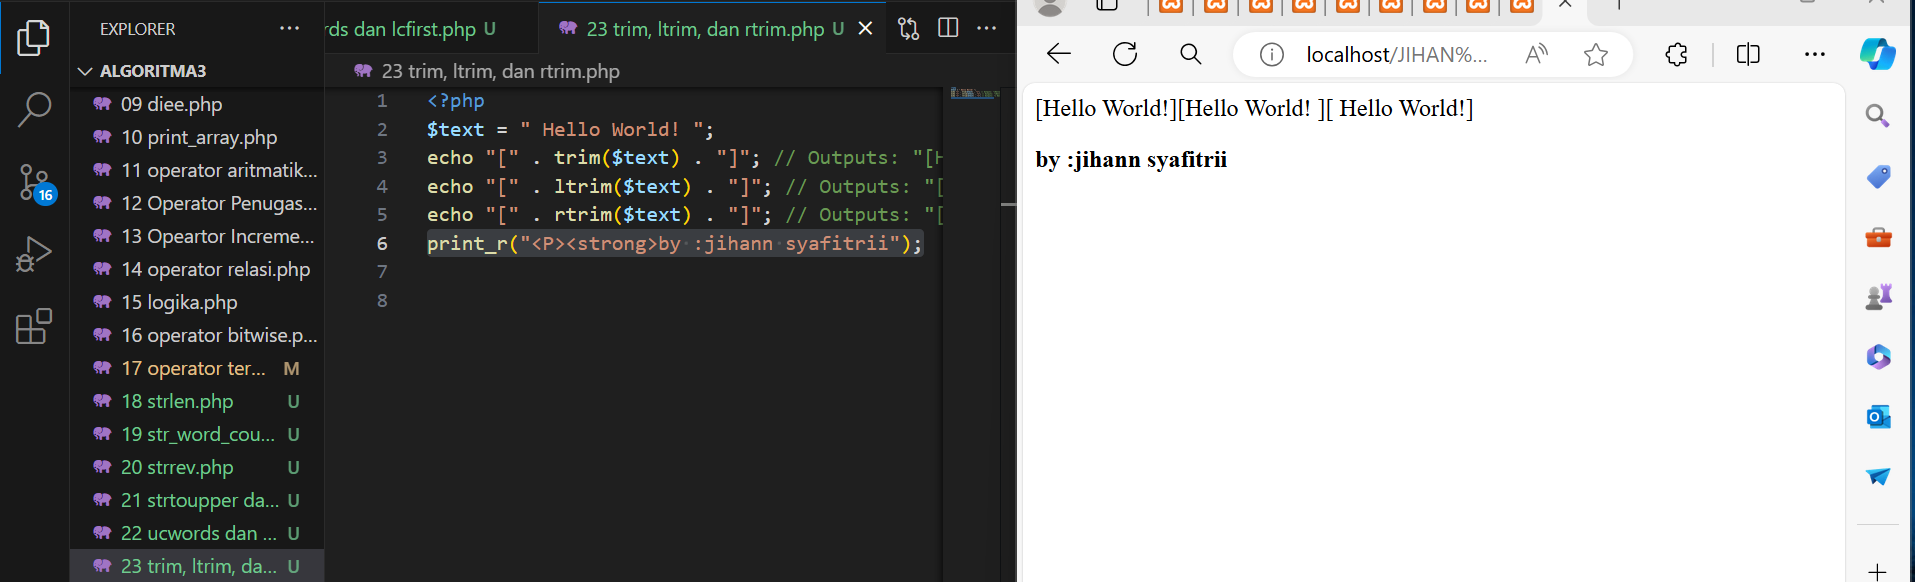 EXPLORER
ALGORITMA3
09 diee.php
10 print_array.php
11 operator aritmatik...
12 Operator Penugas...
13 Opeartor Increme...
14 operator relasi.php
15 logika.php
16 operator bitwise.p...
17 operator ter... M
18 strlen.php U
19 str_word_cou... U
20 strrev.php U
21 strtoupper da... U
22 ucwords dan ... U
23 trim, ltrim, da... U
16
rds dan lcfirst.php U
23 trim, ltrim, dan rtrim.php U
23 trim, ltrim, dan rtrim.php
1 <?php
2 $text = " Hello World! ";
3 echo "[" . trim($text) . "]"; // Outputs: "[H
4 echo "[" . ltrim($text) . "]"; // Outputs: "[
5 echo "[" . rtrim($text) . "]"; // Outputs: "[
6 print_r("<P><strong>by :jihann syafitrii");
7
8
localhost/JIHAN%...
[Hello World!][Hello World! ][ Hello World!]
by :jihann syafitrii